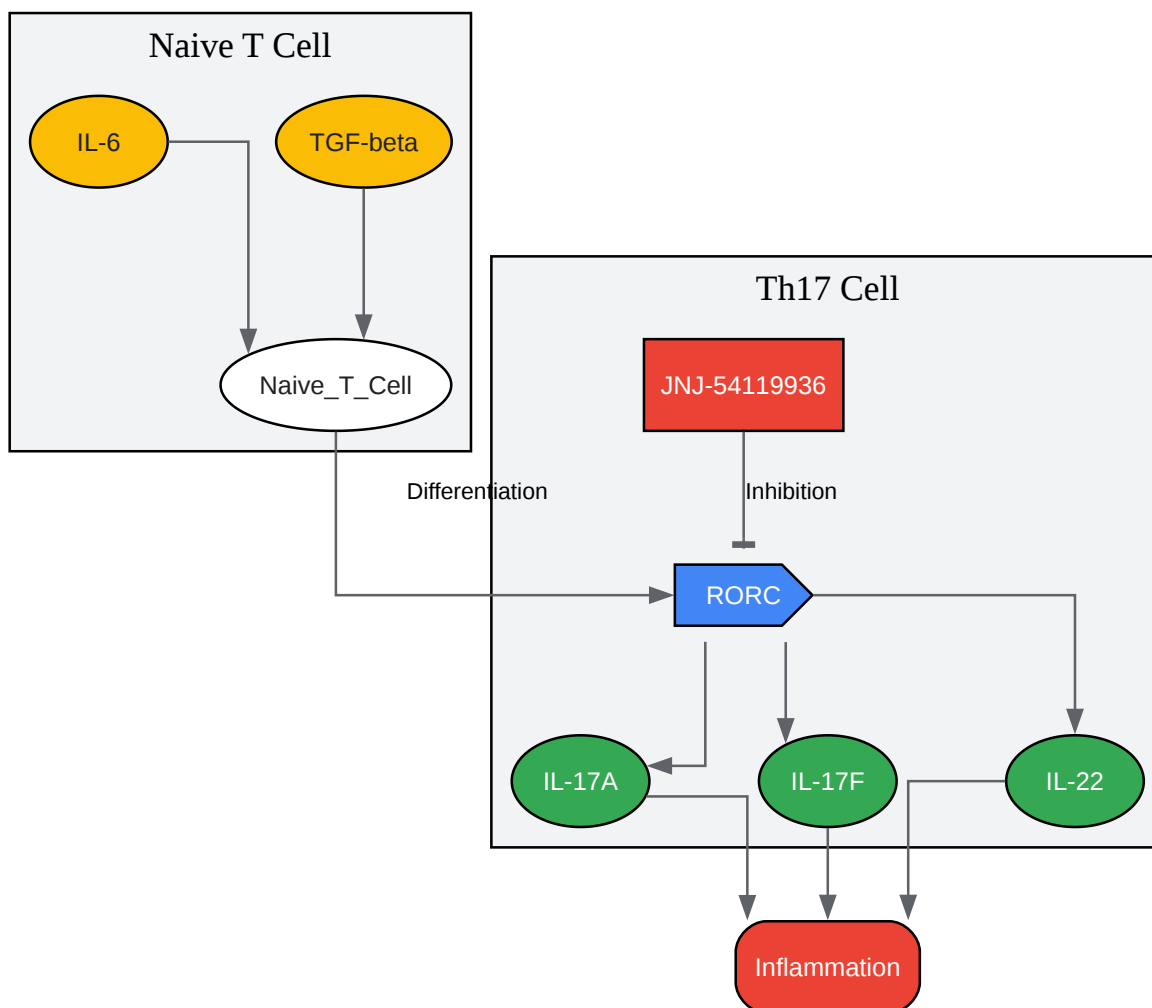 Naive T Cell
IL-6
TGF-beta
Naive_T_Cell
Th17 Cell
JNJ-54119936
Differentiation
Inhibition
RORC
IL-17A
IL-17F
IL-22
Inflammation